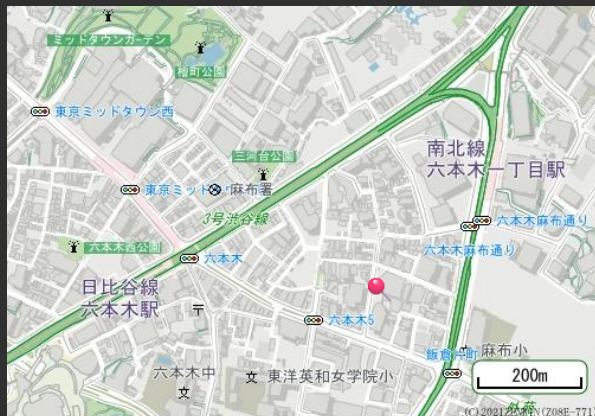 ミッドタウンガーデン
檜町公園
東京ミッドタウン西
三河台公園
南北線
六本木一丁目駅
東京ミッド
麻布署
3号渋谷線
六本木麻布通り
六本木西公園
六本木
六本木麻布通り
日比谷線
六本木駅
六本木5
飯倉片町
麻布小
六本木中
東洋英和女学院小
200m
外苑
(C)2021ZENRIN(Z08E-771)